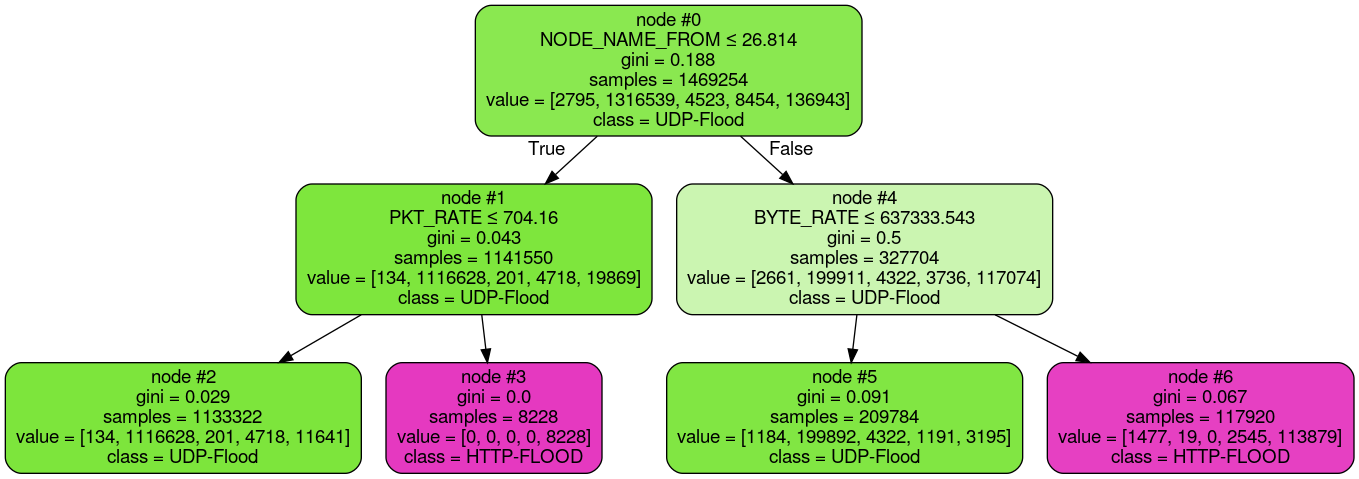 node #0
NODE_NAME_FROM ≤ 26.814
gini = 0.188
samples = 1469254
value = [2795, 1316539, 4523, 8454, 136943]
class = UDP-Flood
True
False
node #1
PKT_RATE ≤ 704.16
gini = 0.043
samples = 1141550
value = [134, 1116628, 201, 4718, 19869]
class = UDP-Flood
node #4
BYTE_RATE ≤ 637333.543
gini = 0.5
samples = 327704
value = [2661, 199911, 4322, 3736, 117074]
class = UDP-Flood
node #2
gini = 0.029
samples = 1133322
value = [134, 1116628, 201, 4718, 11641]
class = UDP-Flood
node #3
gini = 0.0
samples = 8228
value = [0, 0, 0, 0, 8228]
class = HTTP-FLOOD
node #5
gini = 0.091
samples = 209784
value = [1184, 199892, 4322, 1191, 3195]
class = UDP-Flood
node #6
gini = 0.067
samples = 117920
value = [1477, 19, 0, 2545, 113879]
class = HTTP-FLOOD